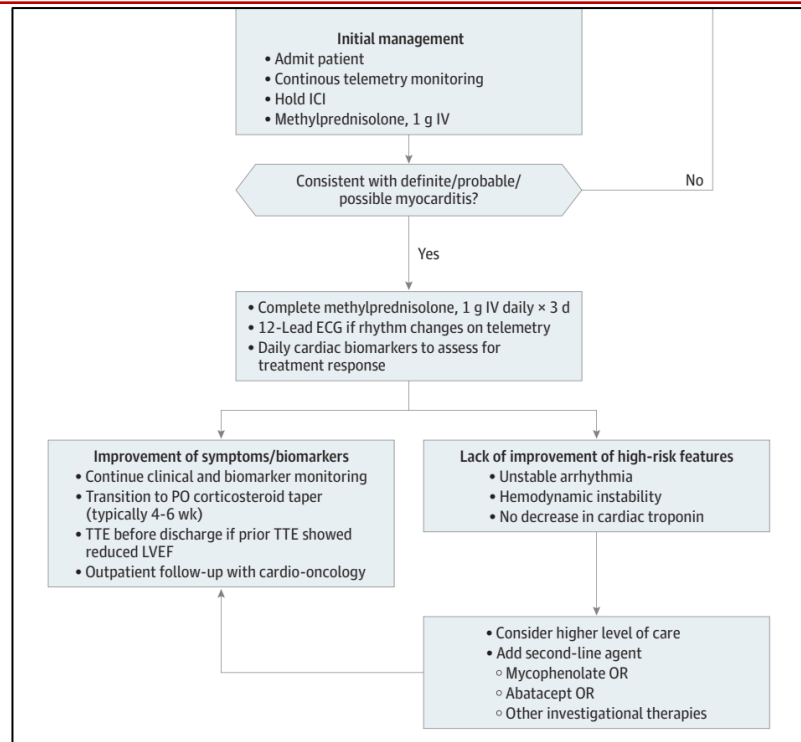 Initial management
• Admit patient
• Continous telemetry monitoring
• Hold ICI
• Methylprednisolone, 1 g IV
Consistent with definite/probable/
possible myocarditis?
No
Yes
• Complete methylprednisolone, 1 g IV daily × 3 d
• 12-Lead ECG if rhythm changes on telemetry
• Daily cardiac biomarkers to assess for
treatment response
Improvement of symptoms/biomarkers
• Continue clinical and biomarker monitoring
• Transition to PO corticosteroid taper
(typically 4-6 wk)
• TTE before discharge if prior TTE showed
reduced LVEF
• Outpatient follow-up with cardio-oncology
Lack of improvement of high-risk features
• Unstable arrhythmia
• Hemodynamic instability
• No decrease in cardiac troponin
• Consider higher level of care
• Add second-line agent
○ Mycophenolate OR
○ Abatacept OR
○ Other investigational therapies